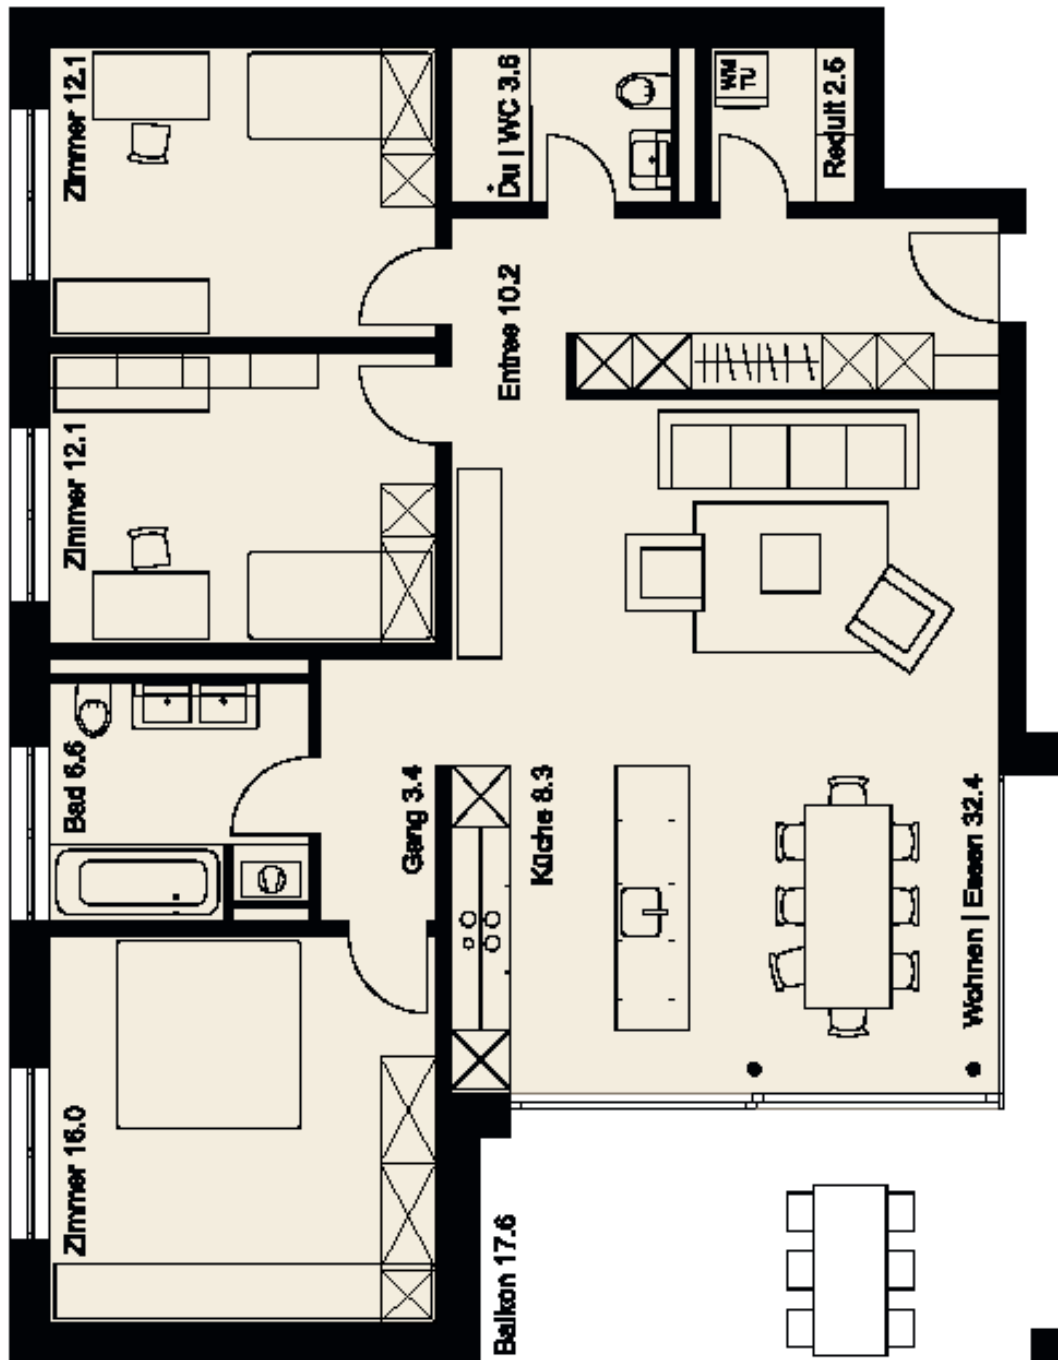 Zimmer 12.1
Du | WC 3.6
WM
TU
Reduit 2.5
Entree 10.2
Zimmer 12.1
Bad 6.6
Gang 3.4
Küche 8.3
Wohnen | Essen 32.4
Zimmer 16.0
Balkon 17.6